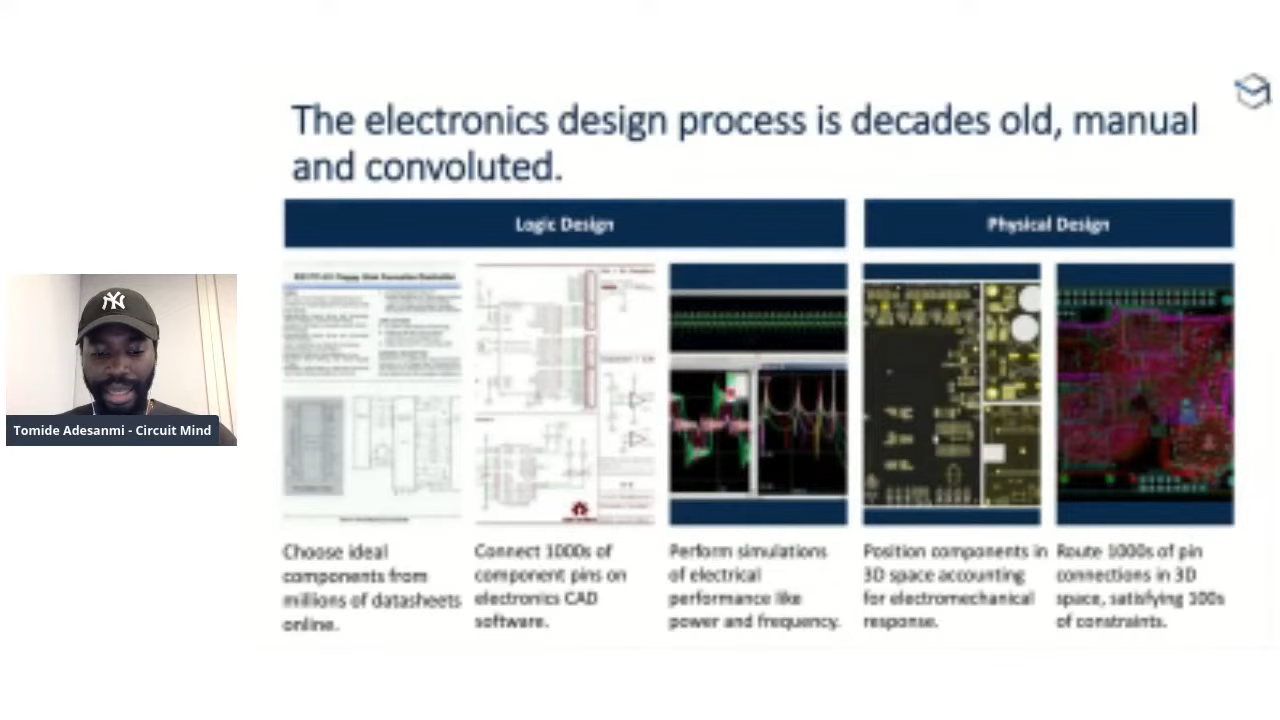 The electronics design process is decades old, manual
and convoluted.
Logic Design
Physical Design
Choose ideal
components from
millions of datasheets
online.
Connect 1000s of
component pins on
electronics CAD
software.
Perform simulations
of electrical
performance like
power and frequency.
Position components in
3D space accounting
for electromechanical
response.
Route 1000s of pin
connections in 3D
space, satisfying 100s
of constraints.
NY
Tomide Adesanmi - Circuit Mind